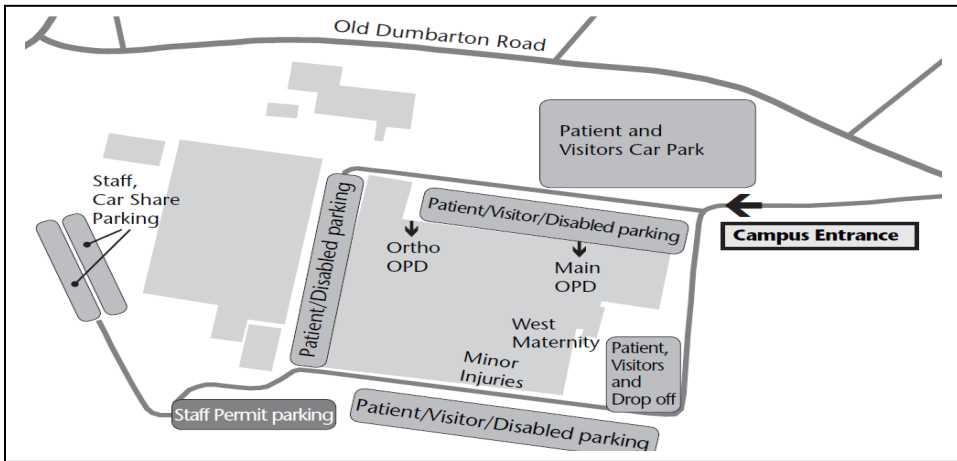 Old Dumbarton Road
Patient and
Visitors Car Park
Staff,
Car Share
Parking
Patient/Disabled parking
Patient/Visitor/Disabled parking
Campus Entrance
Ortho
OPD
Main
OPD
West
Maternity
Minor
Injuries
Patient,
Visitors
and
Drop off
Staff Permit parking
Patient/Visitor/Disabled parking